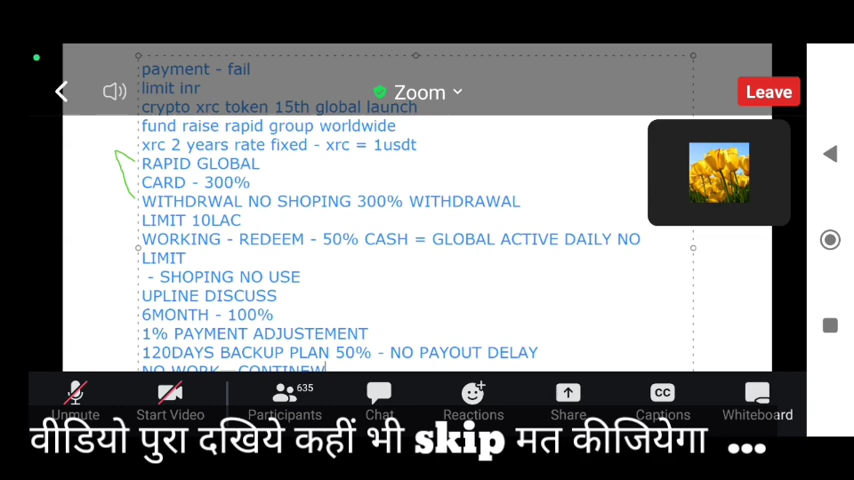 payment - fail
limit inr
Zoom
Leave
crypto xrc token 15th global launch
fund raise rapid group worldwide
xrc 2 years rate fixed - xrc = 1usdt
RAPID GLOBAL
CARD - 300%
WITHDRWAL NO SHOPING 300% WITHDRAWAL
LIMIT 10LAC
WORKING - REDEEM - 50% CASH = GLOBAL ACTIVE DAILY NO
LIMIT
- SHOPING NO USE
UPLINE DISCUSS
6MONTH - 100%
1% PAYMENT ADJUSTEMENT
120DAYS BACKUP PLAN 50% - NO PAYOUT DELAY
NO WORK---CONTINEW
635
CC
Unmute Start Video Participants Chat Reactions Share Captions Whiteboard
वीडियो पुरा दखिये कहीं भी skip मत कीजियेगा ...